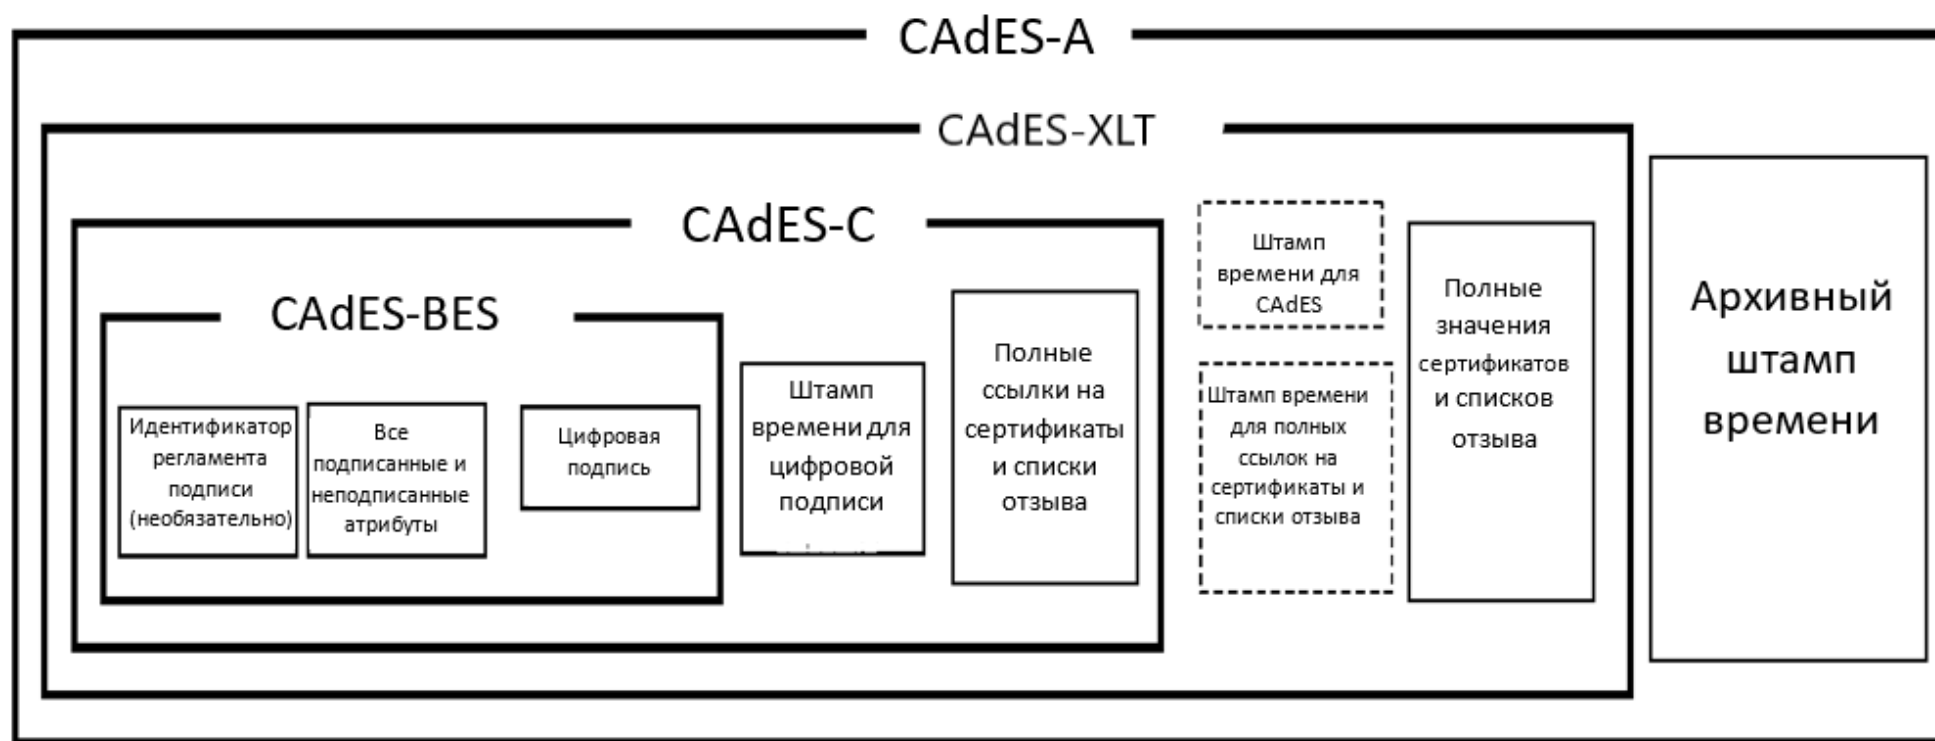 CAdES-A
CAdES-XLT
CAdES-C
CAdES-BES
Идентификатор
регламента
подписи
(необязательно)
Все
подписанные и
неподписанные
атрибуты
Цифровая
подпись
Штамп
времени для
цифровой
подписи
Полные
ссылки на
сертификаты
и списки
отзыва
Штамп
времени для
CAdES
Штамп времени
для полных
ссылок на
сертификаты и
списки отзыва
Полные
значения
сертификатов
и списков
отзыва
Архивный
штамп
времени